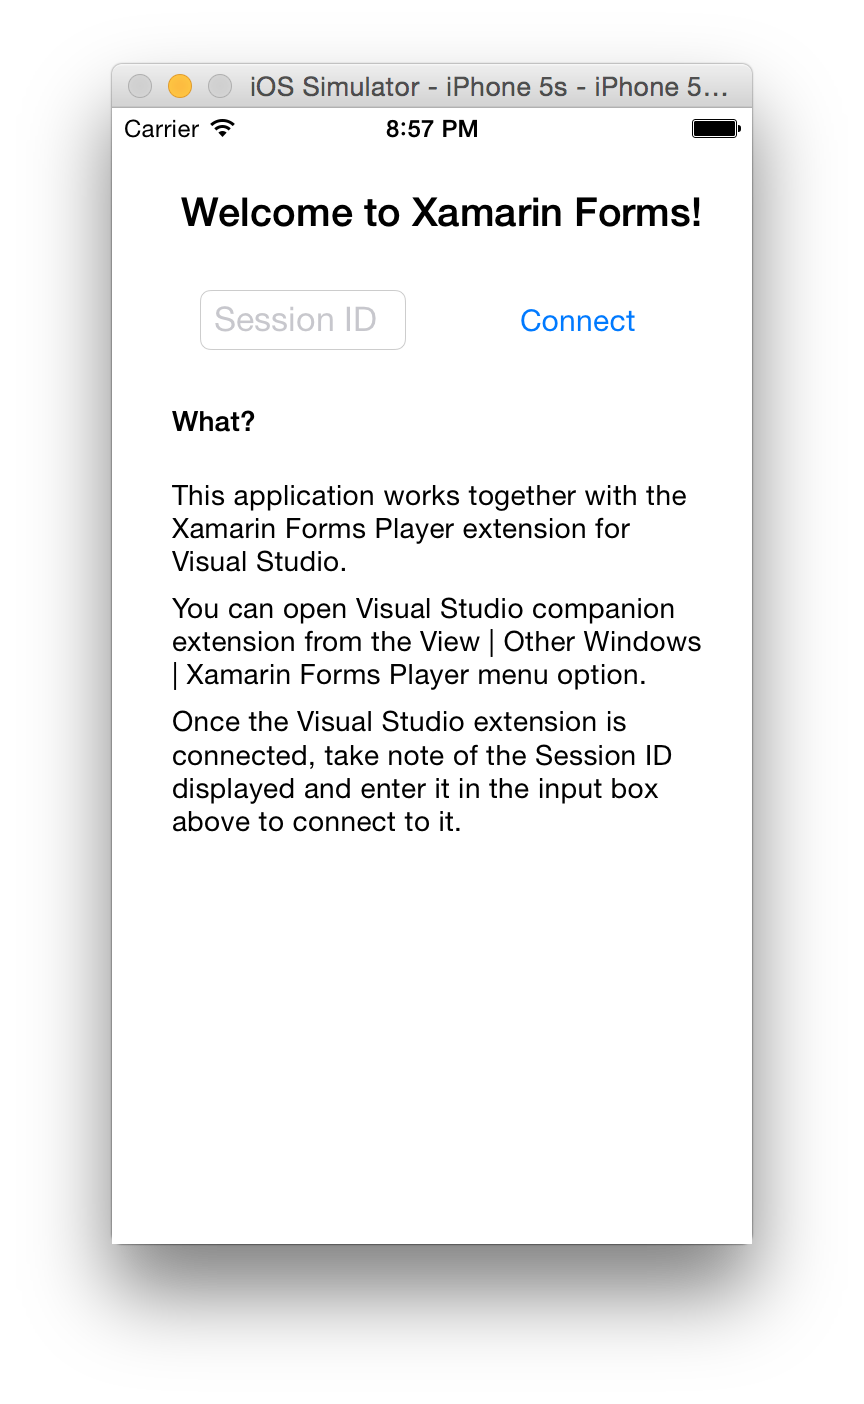 iOS Simulator - iPhone 5s - iPhone 5...
Carrier 8:57 PM
Welcome to Xamarin Forms!
Session ID Connect
What?
This application works together with the
Xamarin Forms Player extension for
Visual Studio.
You can open Visual Studio companion
extension from the View | Other Windows
| Xamarin Forms Player menu option.
Once the Visual Studio extension is
connected, take note of the Session ID
displayed and enter it in the input box
above to connect to it.